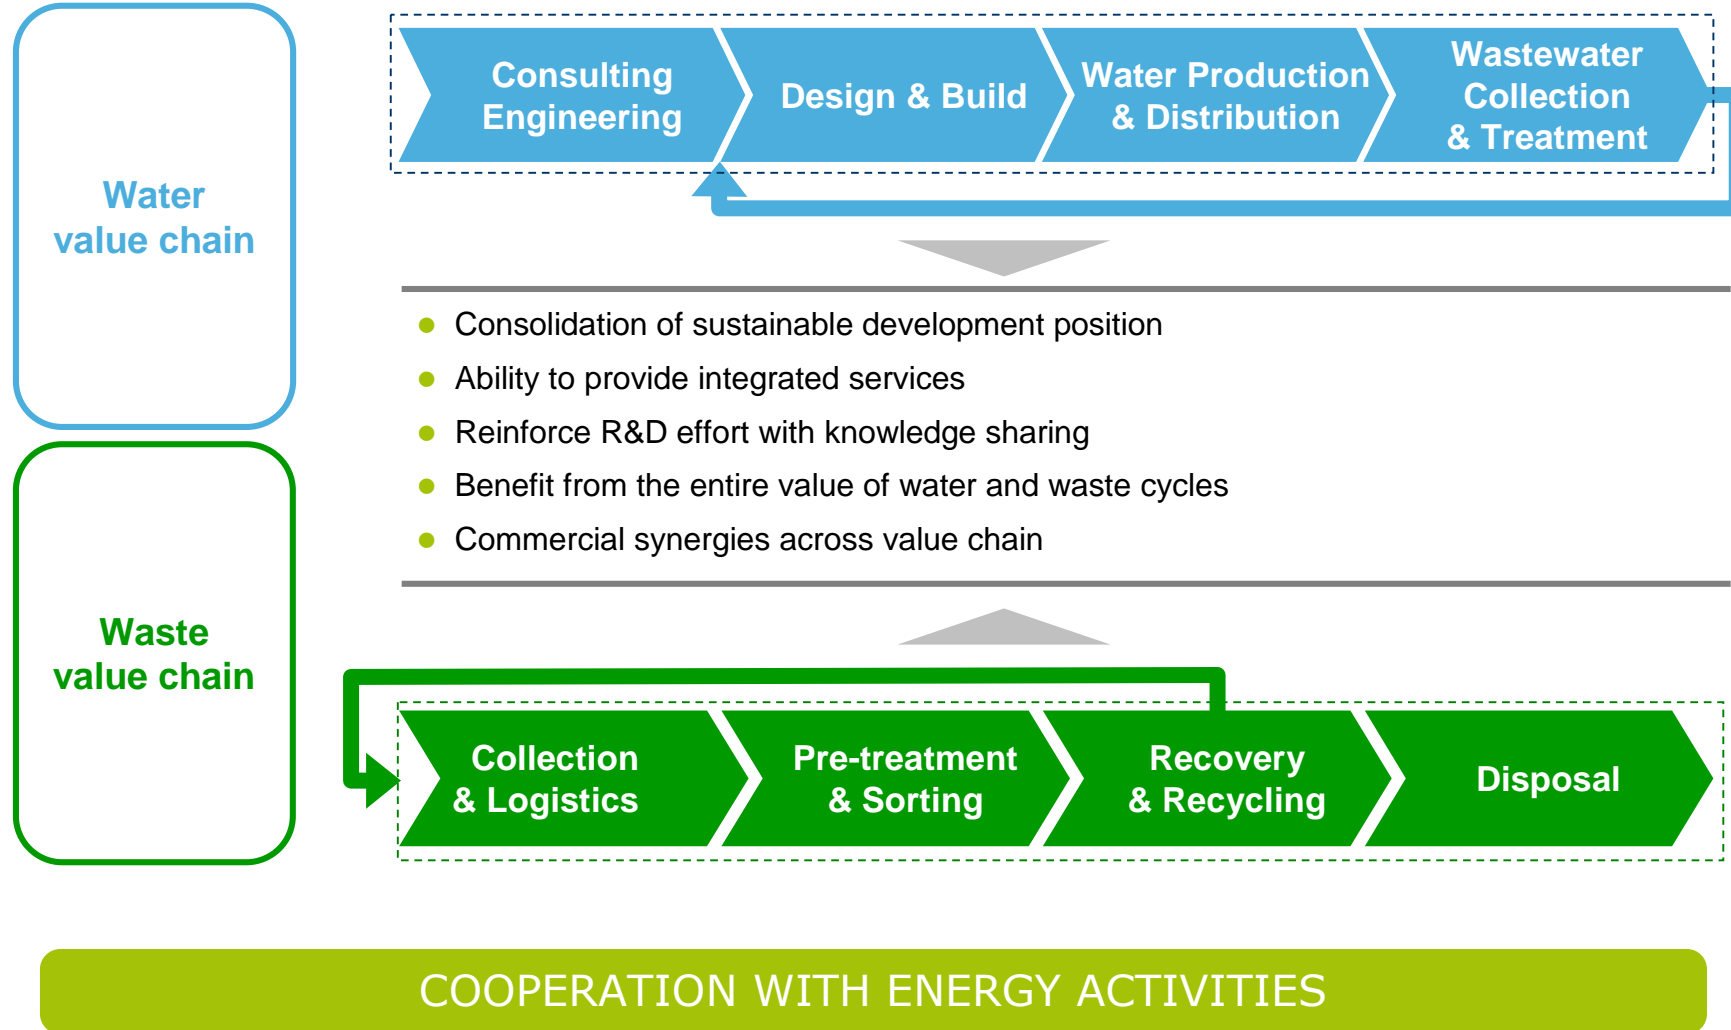 Water
value chain
Consulting
Engineering
Design & Build
Water Production
& Distribution
Wastewater
Collection
& Treatment
Consolidation of sustainable development position
Ability to provide integrated services
Reinforce R&D effort with knowledge sharing
Benefit from the entire value of water and waste cycles
Commercial synergies across value chain
Waste
value chain
Collection
& Logistics
Pre-treatment
& Sorting
Recovery
& Recycling
Disposal
COOPERATION WITH ENERGY ACTIVITIES